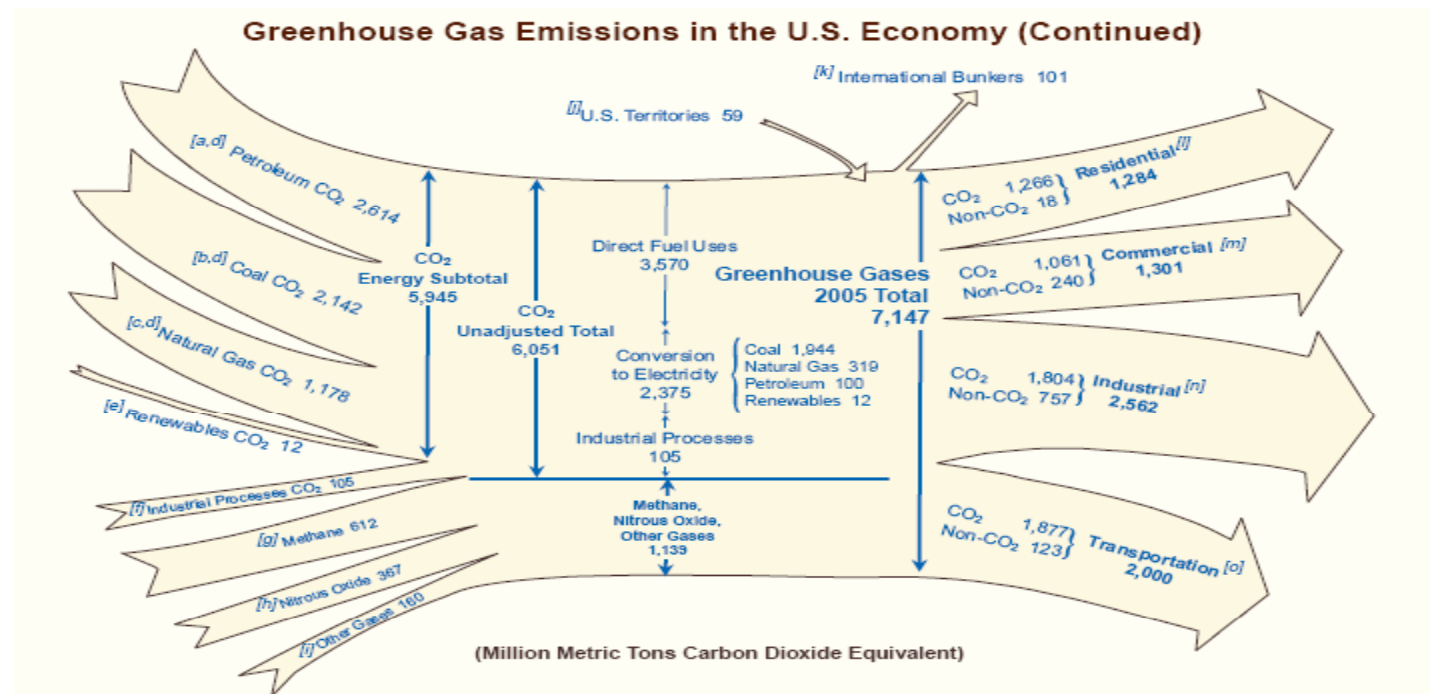 Greenhouse Gas Emissions in the U.S. Economy (Continued)
[k] International Bunkers 101
[j]U.S. Territories 59
[a,d] Petroleum CO₂ 2,614
[b,d] Coal CO₂ 2,142
[c,d]Natural Gas CO₂ 1,178
[e] Renewables CO₂ 12
[f]Industrial Processes CO₂ 105
[g] Methane 612
[h]Nitrous Oxide 367
[i]Other Gases 160
CO₂
Energy Subtotal
5,945
CO₂
Unadjusted Total
6,051
Direct Fuel Uses
3,570
Conversion
to Electricity
2,375
Coal 1,944
Natural Gas 319
Petroleum 100
Renewables 12
Industrial Processes
105
Methane,
Nitrous Oxide,
Other Gases
1,139
Greenhouse Gases
2005 Total
7,147
CO₂ 1,266} Residential[l]
Non-CO₂ 18 1,284
CO₂ 1,061} Commercial [m]
Non-CO₂ 240 1,301
CO₂ 1,804} Industrial [n]
Non-CO₂ 757 2,562
CO₂ 1,877} Transportation [o]
Non-CO₂ 123 2,000
(Million Metric Tons Carbon Dioxide Equivalent)